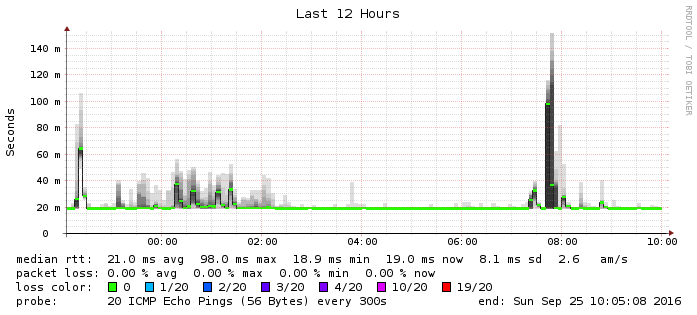 Last 12 Hours
RRDTOOL / TOBI OETIKER
Seconds
140 m
120 m
100 m
80 m
60 m
40 m
20 m
0
00:00 02:00 04:00 06:00 08:00 10:00
median rtt: 21.0 ms avg 98.0 ms max 18.9 ms min 19.0 ms now 8.1 ms sd 2.6 am/s
packet loss: 0.00 % avg 0.00 % max 0.00 % min 0.00 % now
loss color: 0 1/20 2/20 3/20 4/20 10/20 19/20
probe: 20 ICMP Echo Pings (56 Bytes) every 300s end: Sun Sep 25 10:05:08 2016